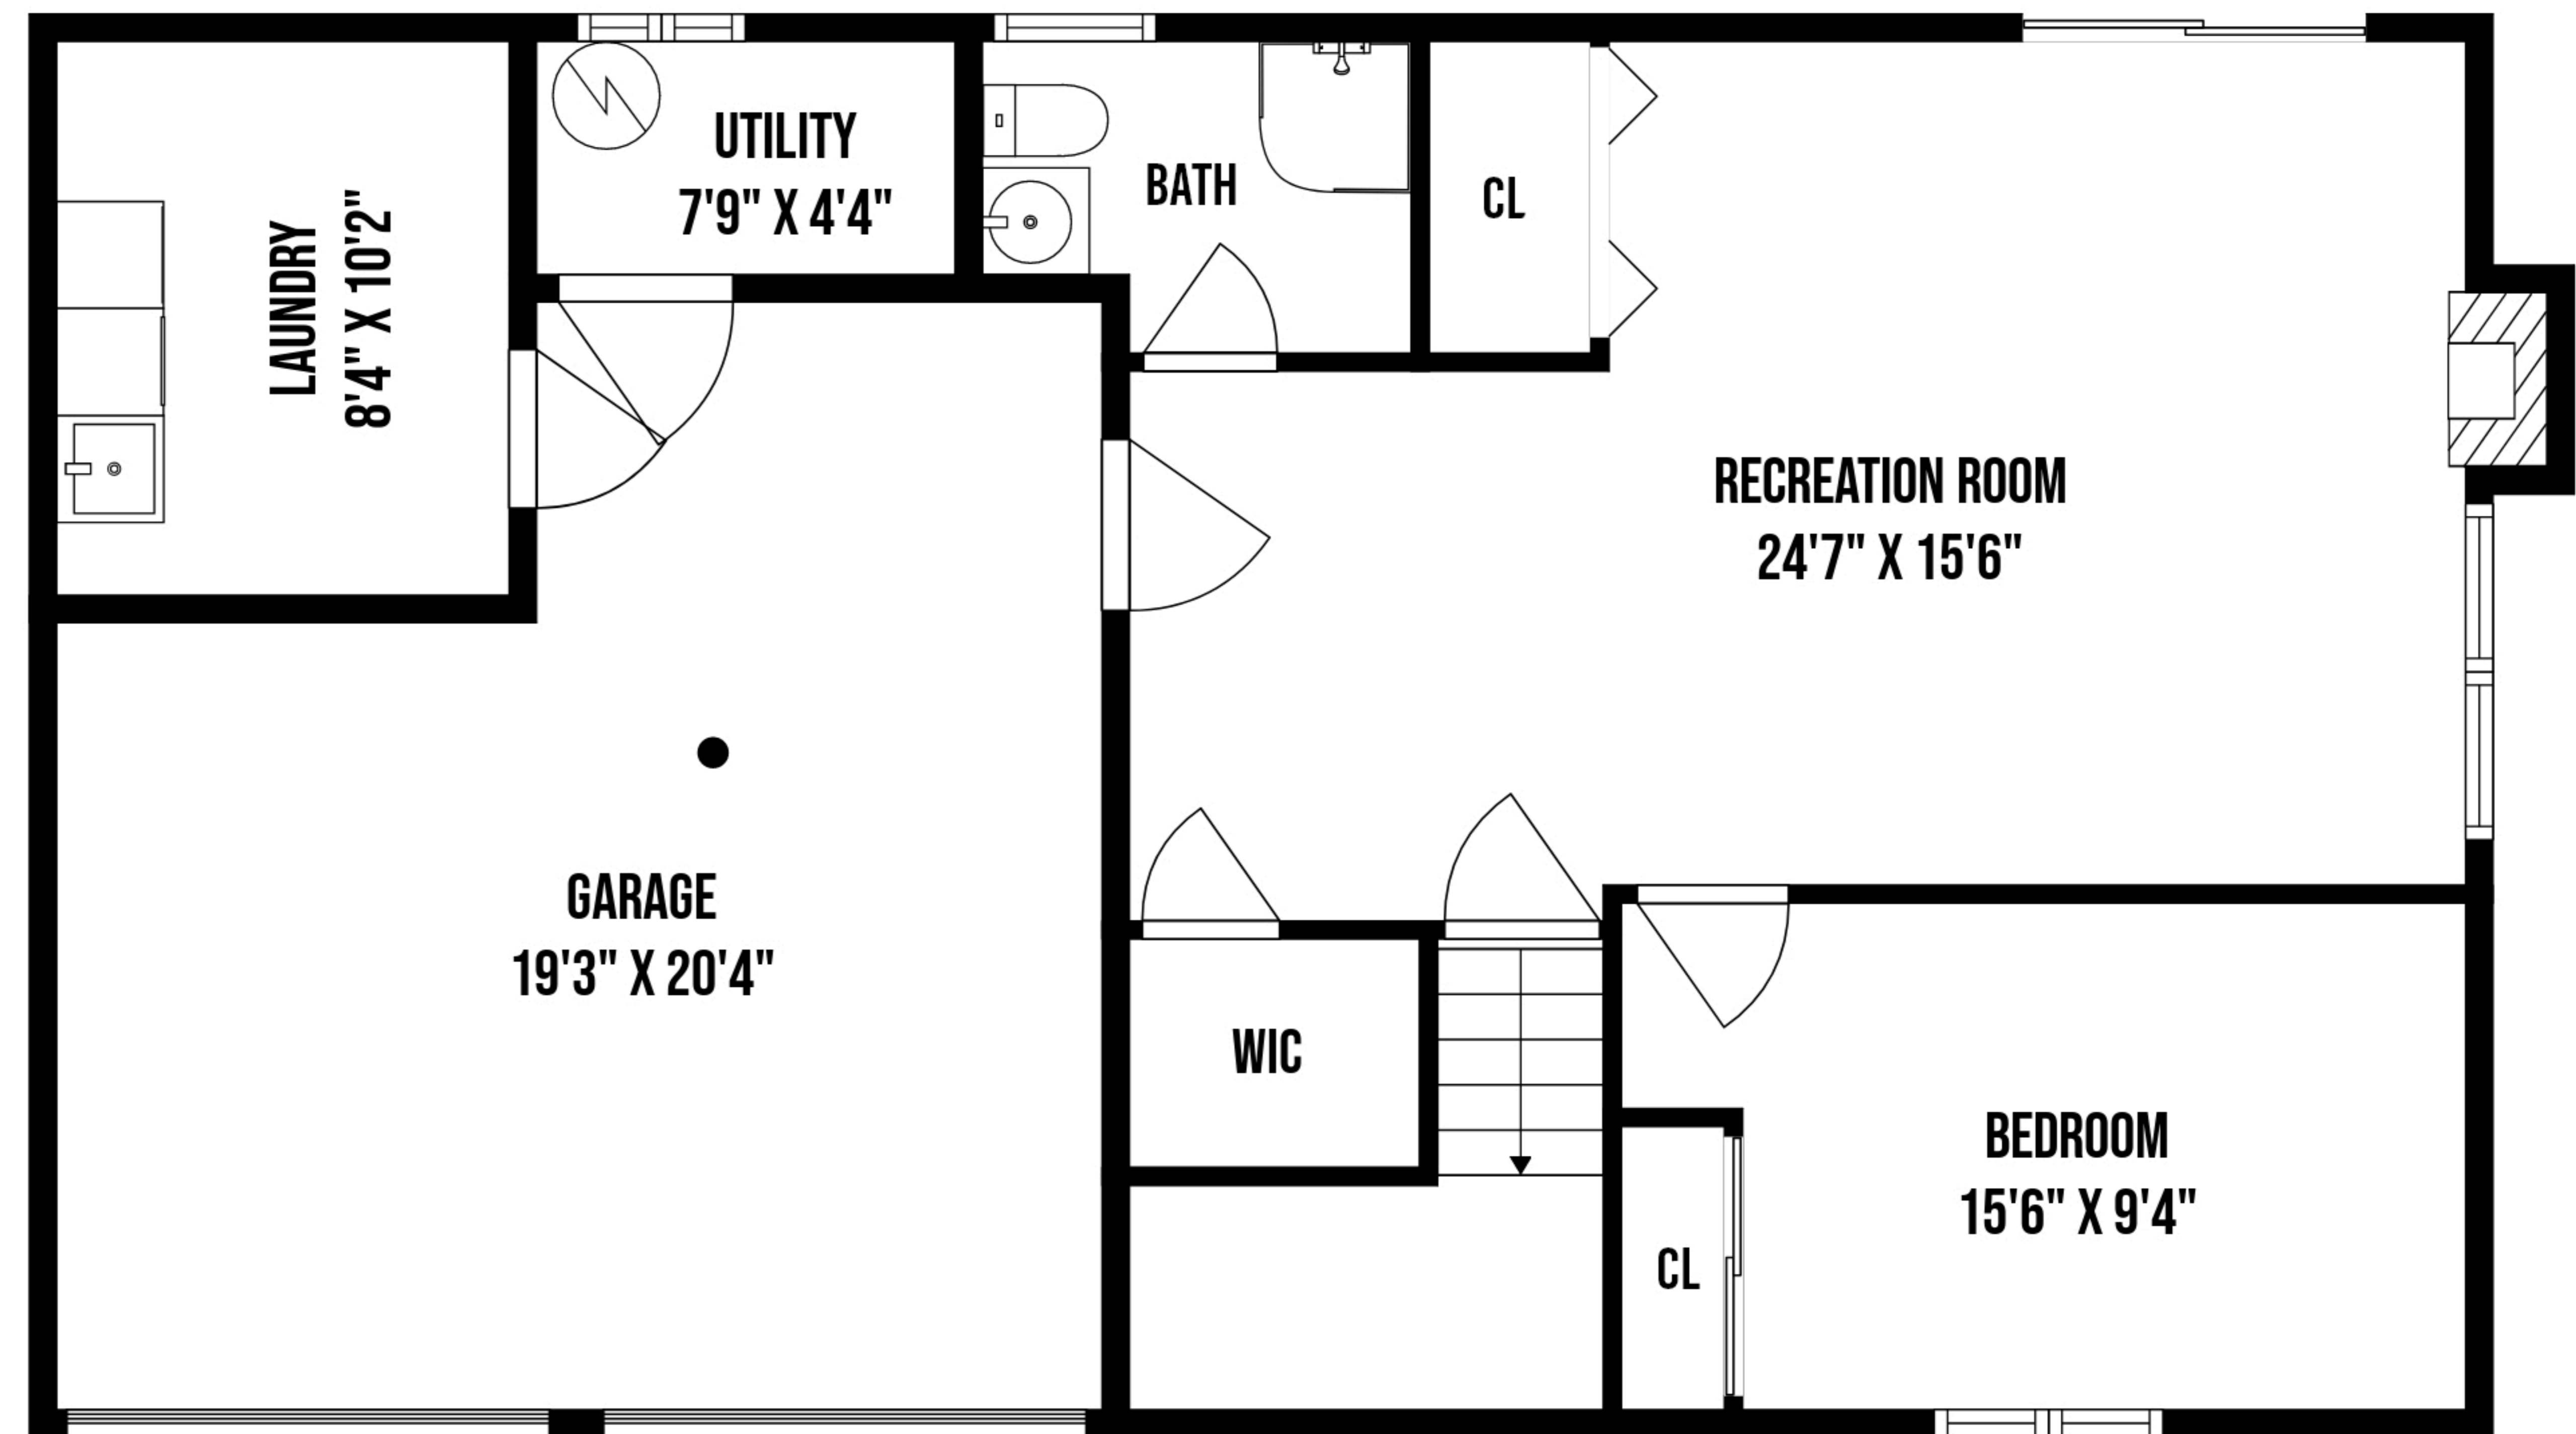 LAUNDRY
8'4" X 10'2"
UTILITY
7'9" X 4'4"
BATH
CL
RECREATION ROOM
24'7" X 15'6"
GARAGE
19'3" X 20'4"
WIC
BEDROOM
15'6" X 9'4"
CL